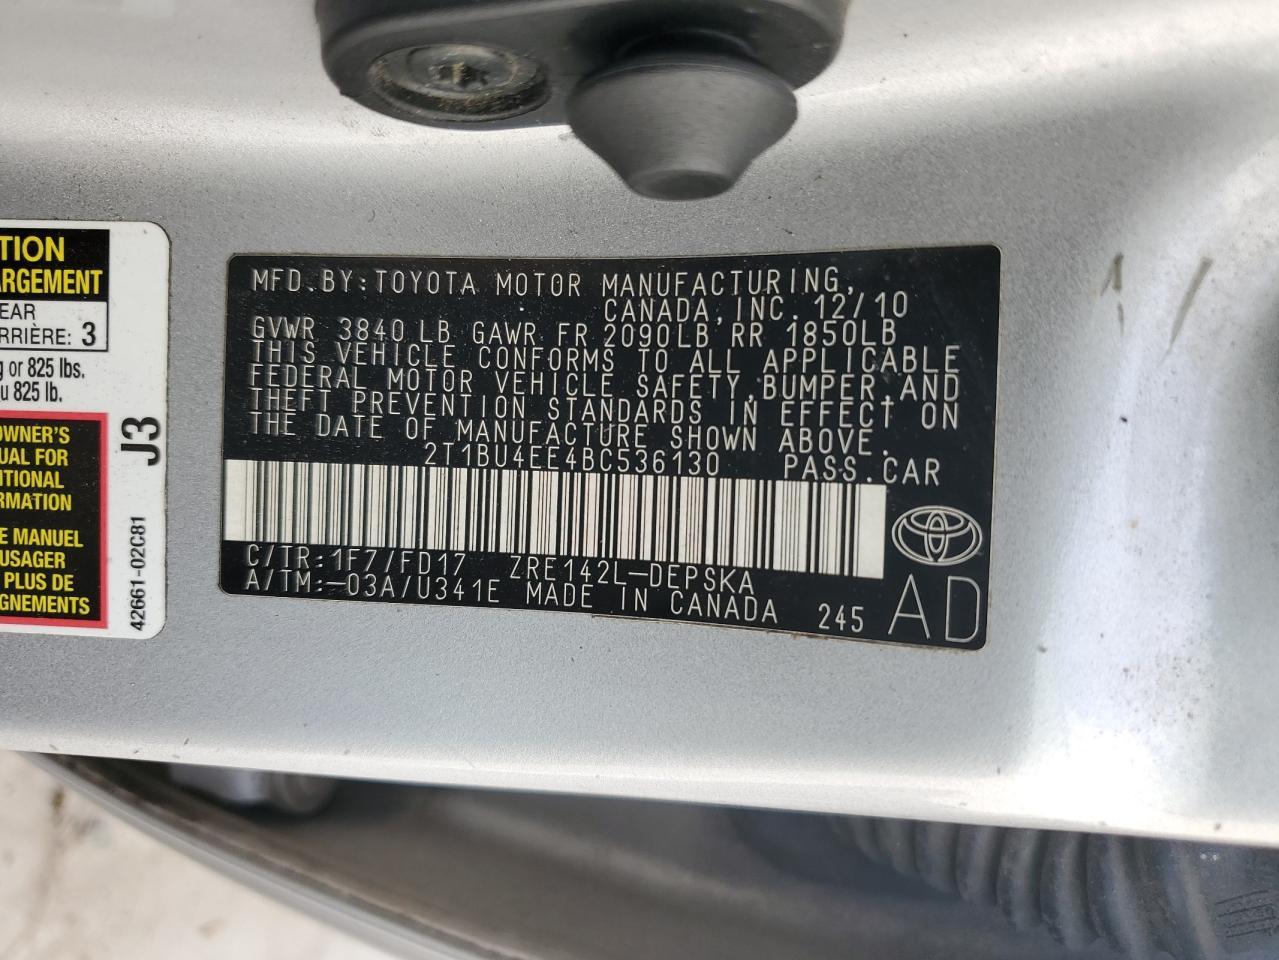 TION
ARGEMENT
EAR
RRIÈRE: 3
g or 825 lbs.
u 825 lb.
OWNER'S
UAL FOR
ITIONAL
RMATION
E MANUEL
USAGER
PLUS DE
GNEMENTS
J3
42661-02C81
MFD.BY:TOYOTA MOTOR MANUFACTURING,
CANADA,INC. 12/10
GVWR 3840LB GAWR FR 2090LB RR 1850LB
THIS VEHICLE CONFORMS TO ALL APPLICABLE
FEDERAL MOTOR VEHICLE SAFETY,BUMPER,AND
THEFT PREVENTION STANDARDS IN EFFECT ON
THE DATE OF MANUFACTURE SHOWN ABOVE.
2T1BU4EE4BC536130 PASS.CAR
C/TR:1F7/FD17 ZRE142L-DEPSKA
A/TM:-03A/U341E MADE IN CANADA 245 AD